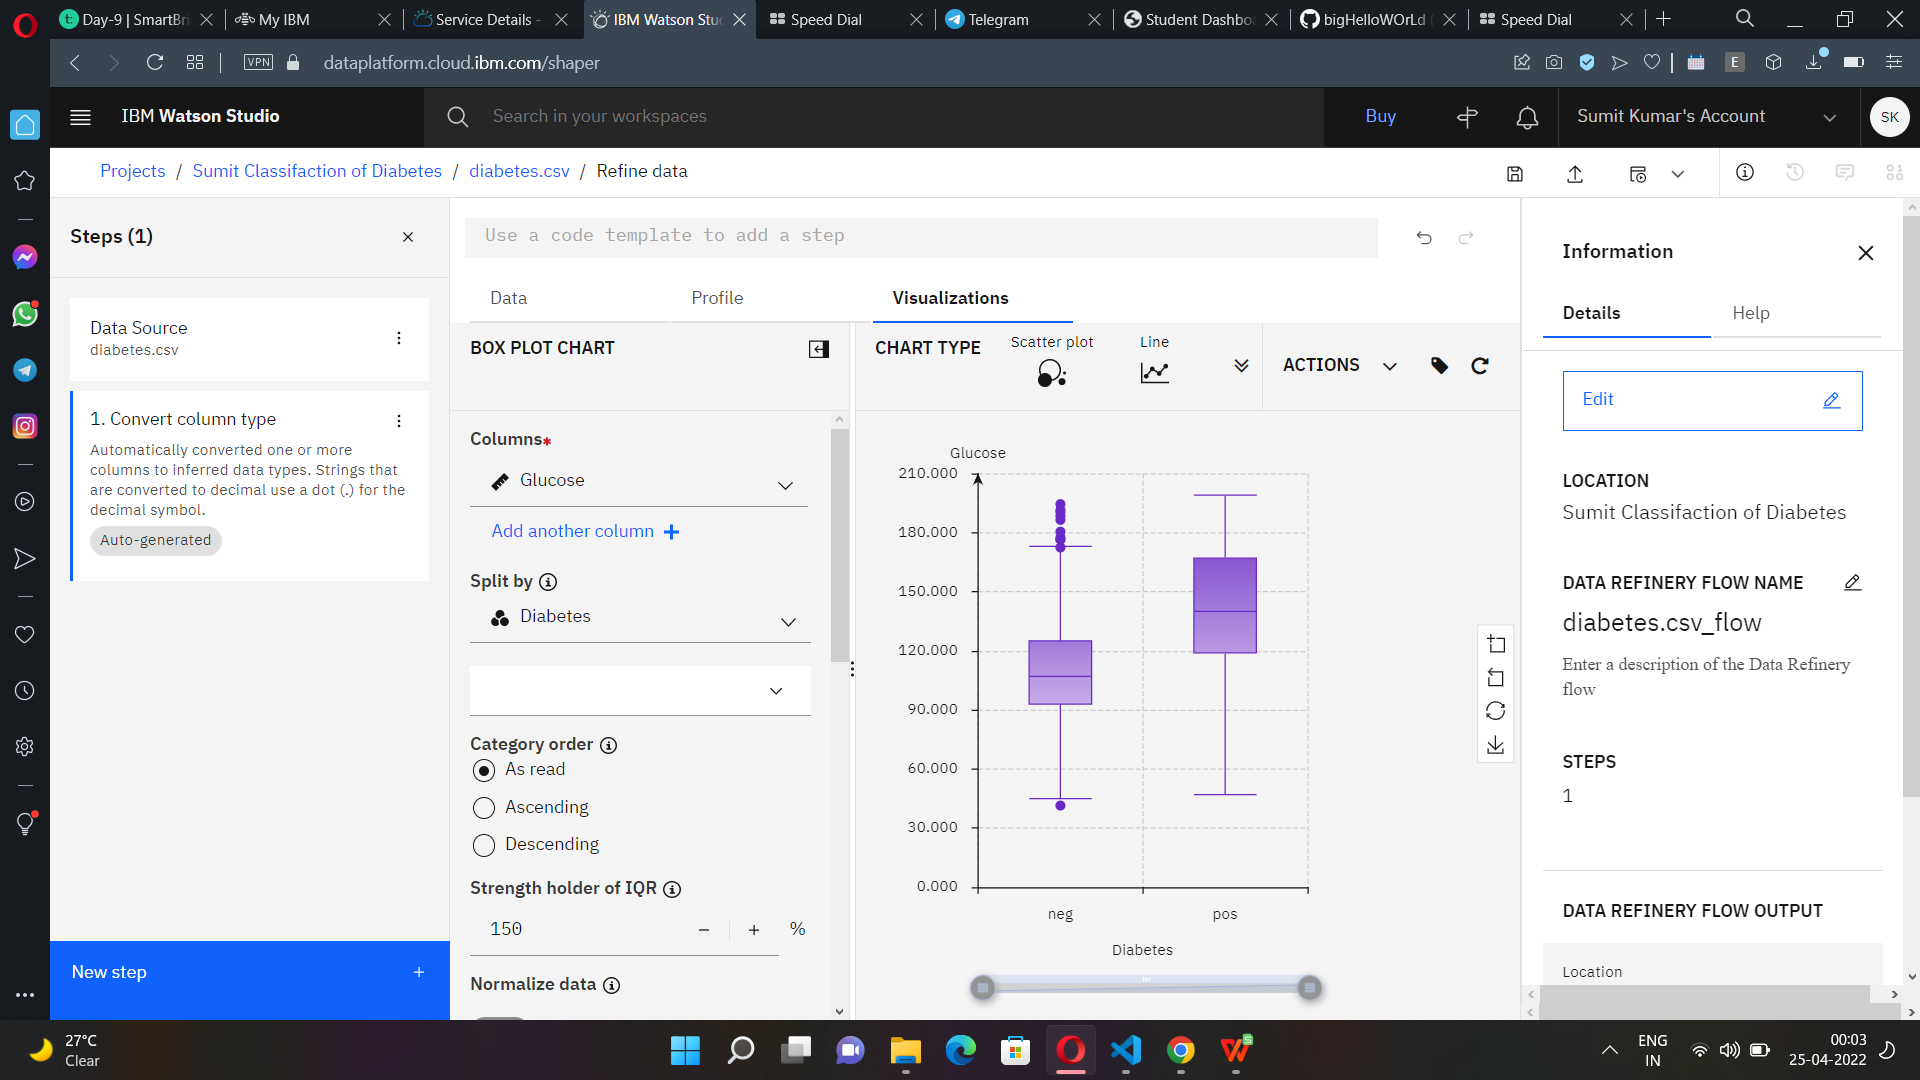 Day-9 | SmartBri
My IBM
Service Details -
IBM Watson Stud
Speed Dial
Telegram
Student Dashboa
bigHelloWOrLd (
Speed Dial
VPN
dataplatform.cloud.ibm.com/shaper
E
IBM Watson Studio
Search in your workspaces
Buy
Sumit Kumar's Account
SK
Projects / Sumit Classifaction of Diabetes / diabetes.csv / Refine data
Steps (1)
Data Source
diabetes.csv
1. Convert column type
Automatically converted one or more
columns to inferred data types. Strings that
are converted to decimal use a dot (.) for the
decimal symbol.
Auto-generated
New step +
Use a code template to add a step
Data
Profile
Visualizations
BOX PLOT CHART
Columns*
Glucose
Add another column +
Split by
Diabetes
Category order
As read
Ascending
Descending
Strength holder of IQR
150
%
Normalize data
CHART TYPE
Scatter plot
Line
ACTIONS
Glucose
210.000
180.000
150.000
120.000
90.000
60.000
30.000
0.000
neg
pos
Diabetes
Information
Details
Help
Edit
LOCATION
Sumit Classifaction of Diabetes
DATA REFINERY FLOW NAME
diabetes.csv_flow
Enter a description of the Data Refinery
flow
STEPS
1
DATA REFINERY FLOW OUTPUT
Location
27°C
Clear
ENG
IN
00:03
25-04-2022